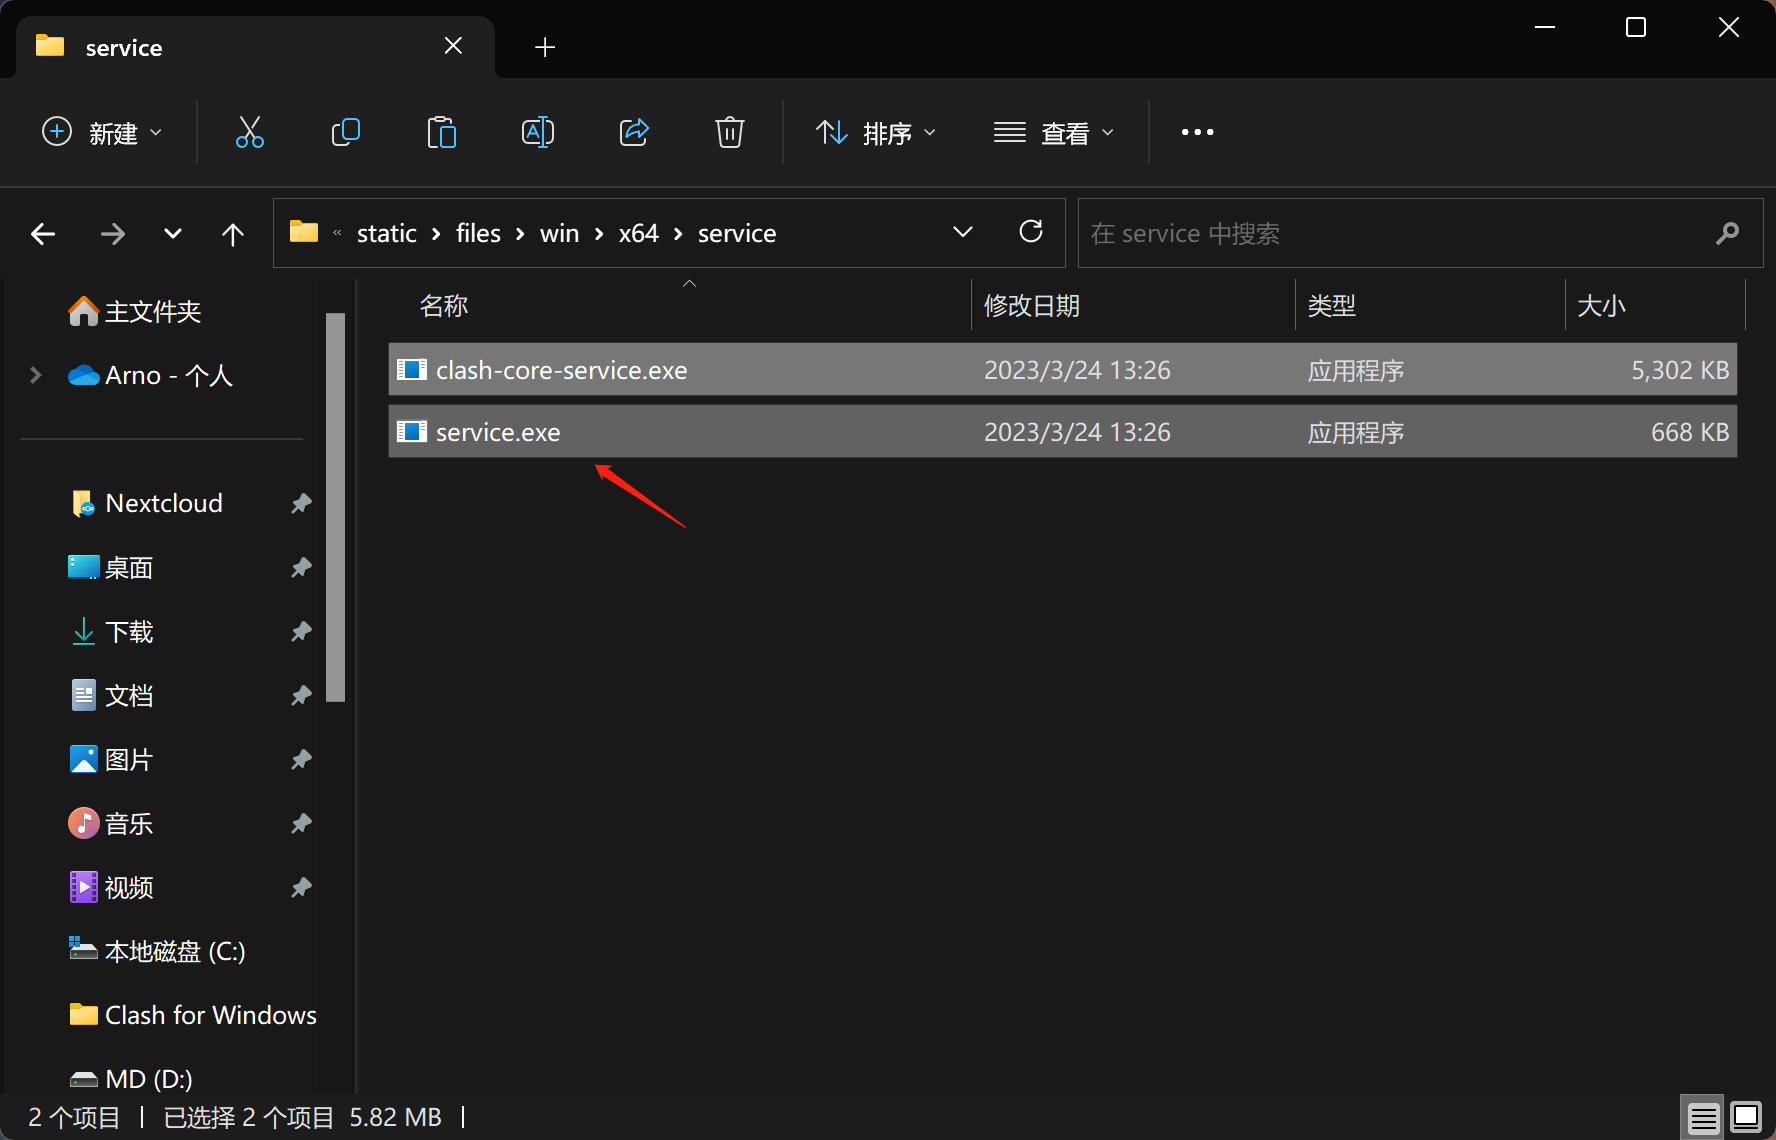 service
新建
排序
查看
« static › files › win › x64 › service
在 service 中搜索
名称
修改日期
类型
大小
clash-core-service.exe 2023/3/24 13:26 应用程序 5,302 KB
service.exe 2023/3/24 13:26 应用程序 668 KB
主文件夹
Arno - 个人
Nextcloud
桌面
下载
文档
图片
音乐
视频
本地磁盘 (C:)
Clash for Windows
MD (D:)
2 个项目 | 已选择 2 个项目 5.82 MB |